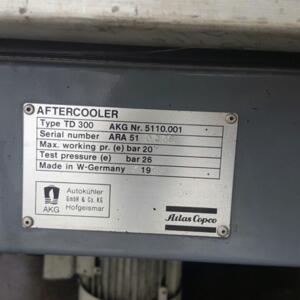 AFTERCOOLER
Type TD 300 AKG Nr. 5110.001
Serial number ARA 51
Max. working pr. (e) bar 20
Test pressure (e) bar 26
Made in W-Germany 19
Autokühler
GmbH & Co. KG
Hofgeismar
AKG
Atlas Copco